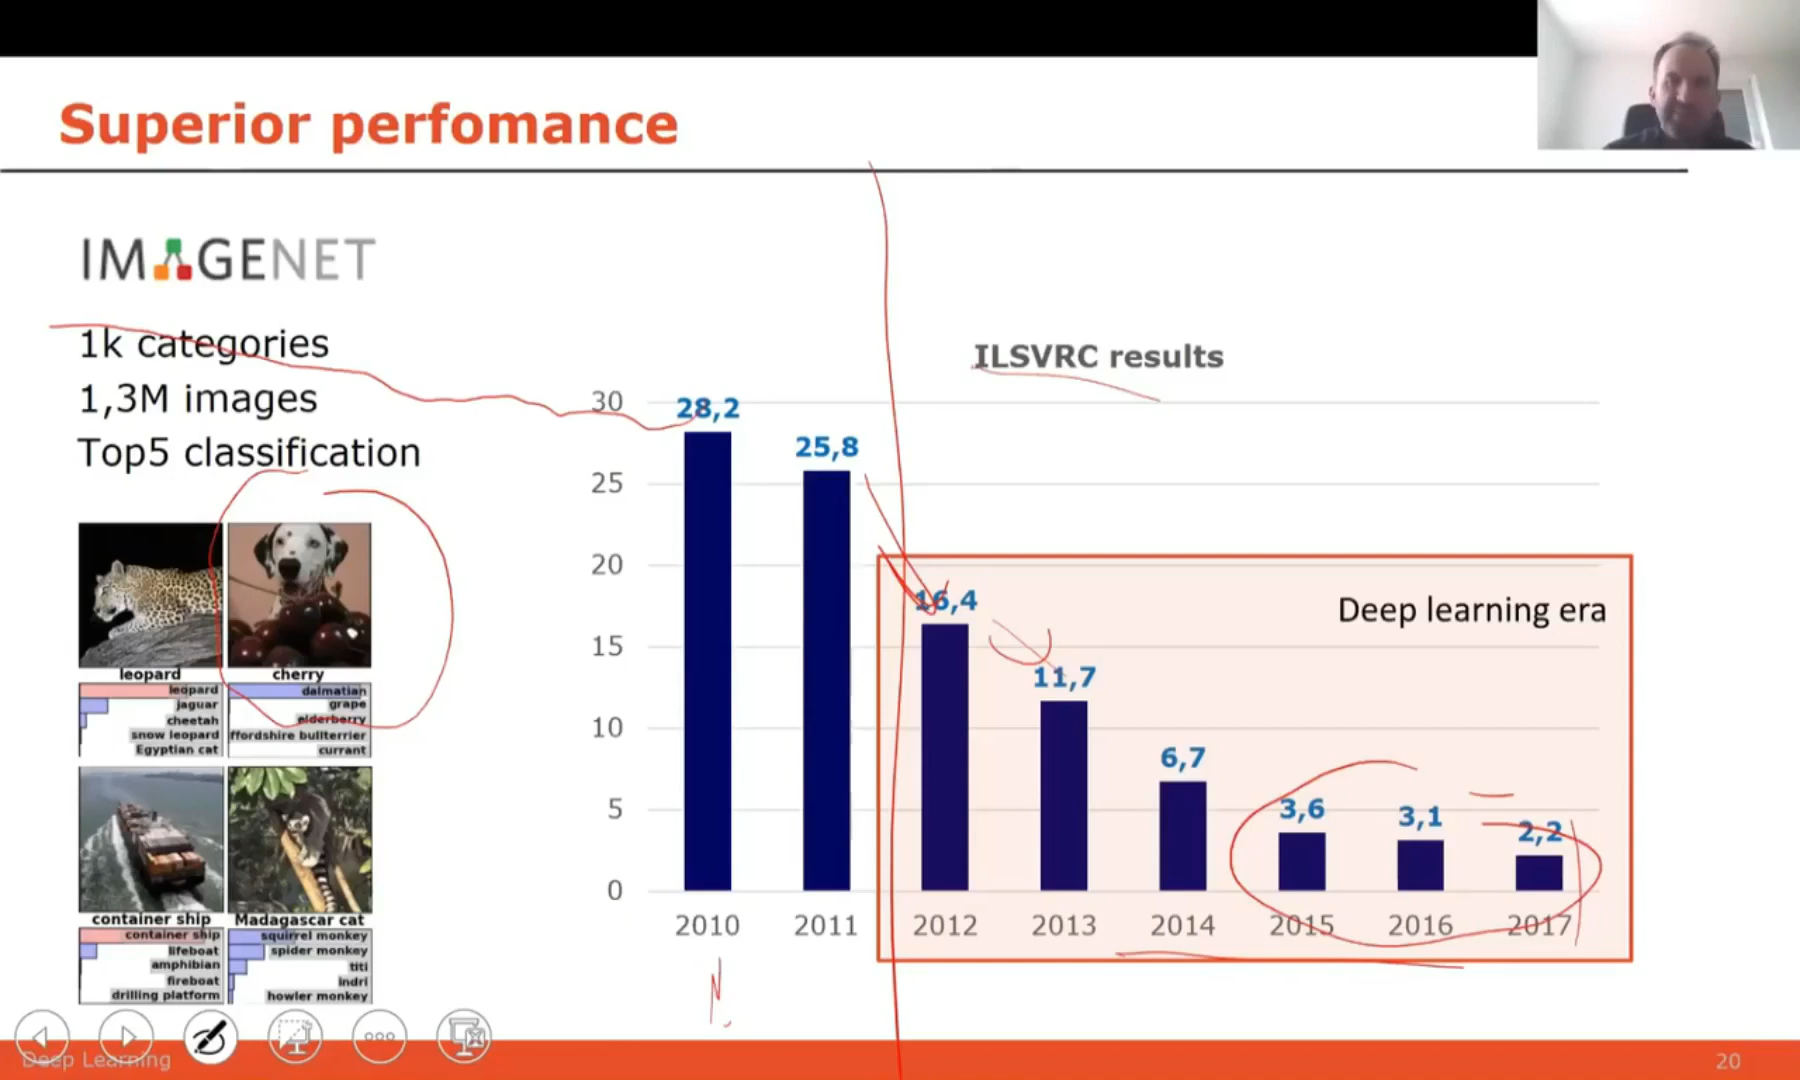 Superior perfomance
IMAGENET
1k categories
1,3M images
Top5 classification
leopard
leopard
jaguar
cheetah
snow leopard
Egyptian cat
cherry
dalmatian
grape
elderberry
ffordshire bullterrier
currant
container ship
container ship
lifeboat
amphibian
fireboat
drilling platform
Madagascar cat
squirrel monkey
spider monkey
titi
indri
howler monkey
ILSVRC results
30
25
20
15
10
5
0
28,2
25,8
16,4
11,7
6,7
3,6
3,1
2,2
Deep learning era
2010 2011 2012 2013 2014 2015 2016 2017
Deep Learning
20